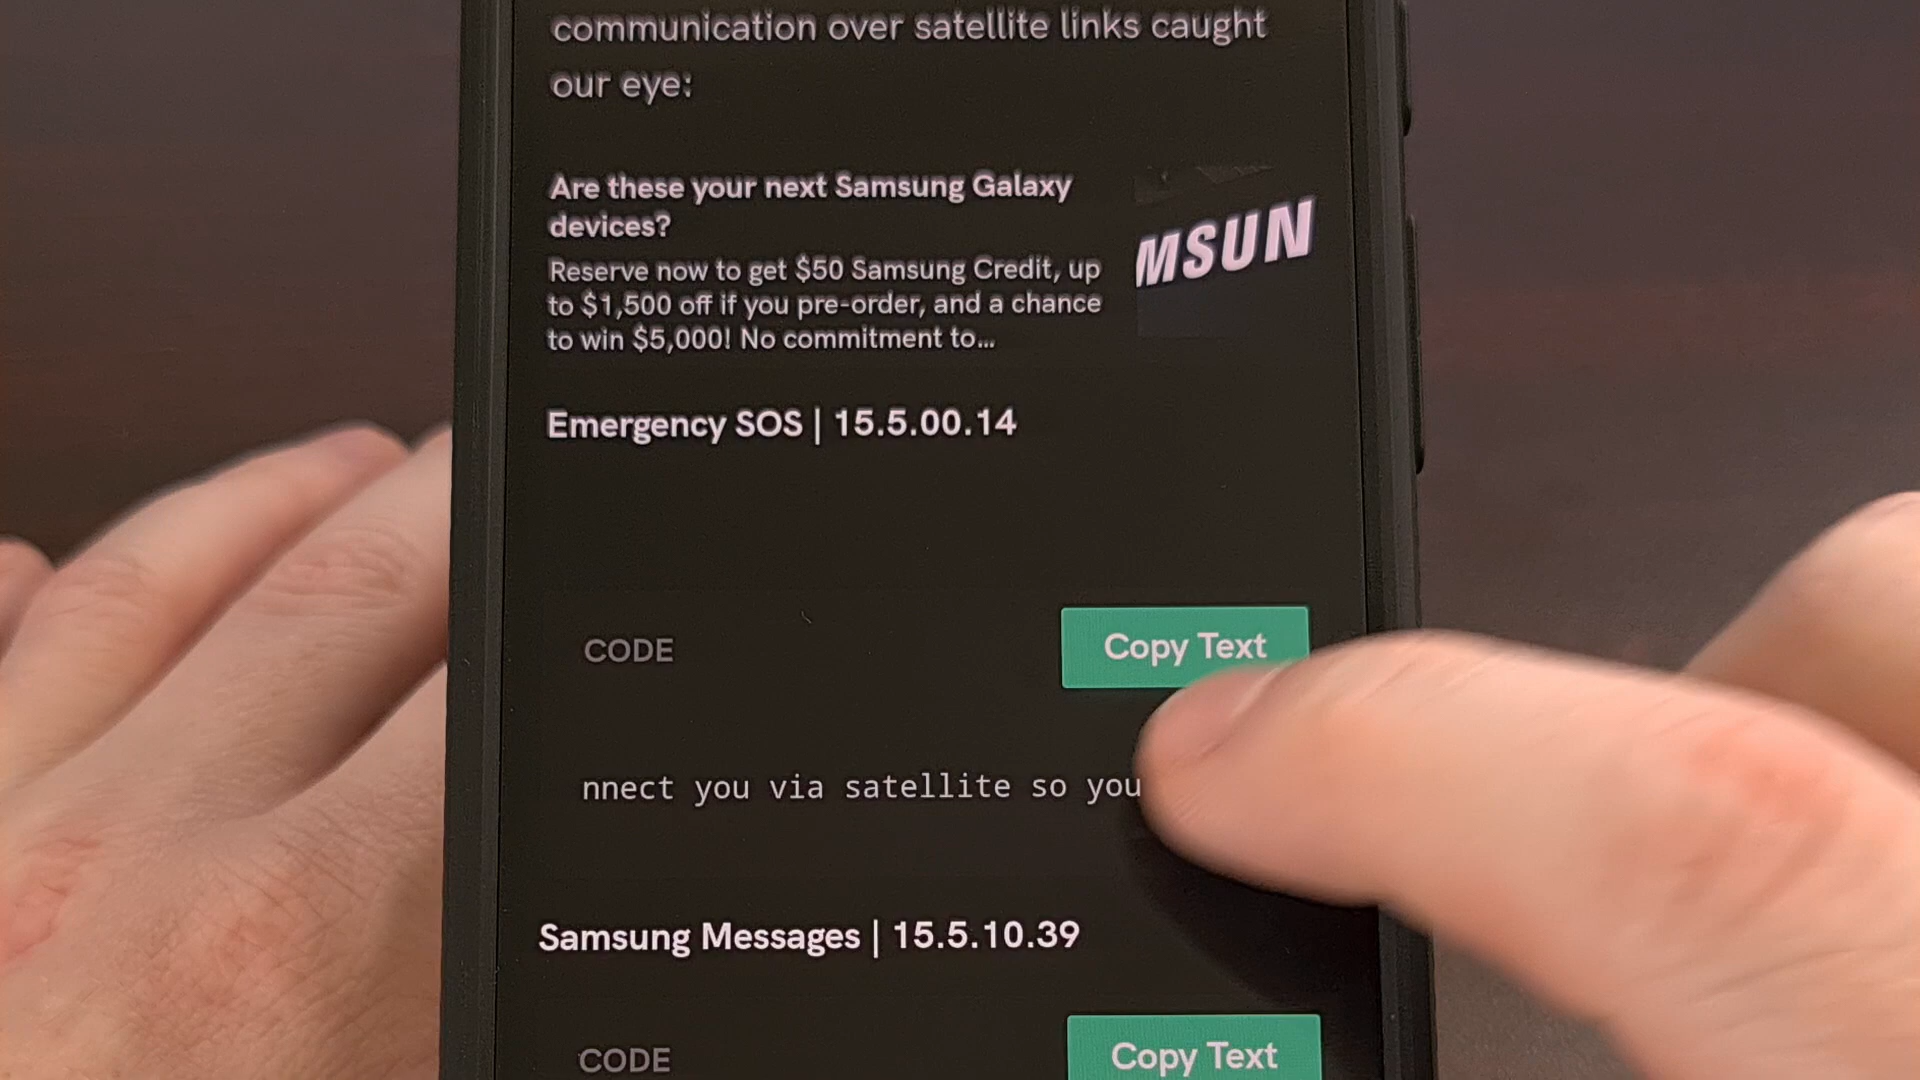 communication over satellite links caught
our eye:
Are these your next Samsung Galaxy
devices?
Reserve now to get $50 Samsung Credit, up
to $1,500 off if you pre-order, and a chance
to win $5,000! No commitment to...
MSUN
Emergency SOS | 15.5.00.14
CODE
Copy Text
nnect you via satellite so you
Samsung Messages | 15.5.10.39
CODE
Copy Text